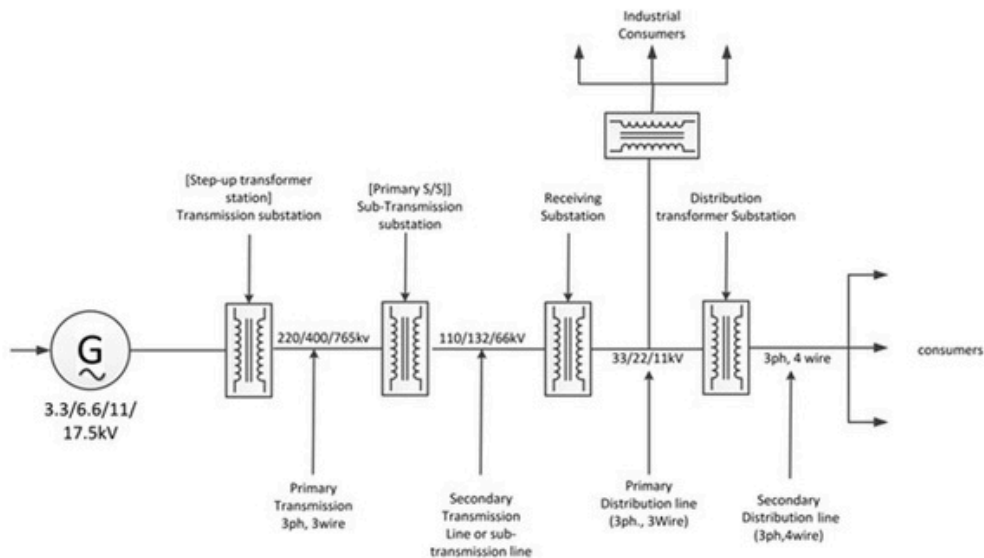 Industrial
Consumers
[Step-up transformer
station]
Transmission substation
[Primary S/S]]
Sub-Transmission
substation
Receiving
Substation
Distribution
transformer Substation
G
3.3/6.6/11/
17.5kV
220/400/765kv
110/132/66kV
33/22/11kV
3ph, 4 wire
consumers
Primary
Transmission
3ph, 3wire
Secondary
Transmission
Line or sub-
transmission line
Primary
Distribution line
(3ph., 3Wire)
Secondary
Distribution line
(3ph,4wire)